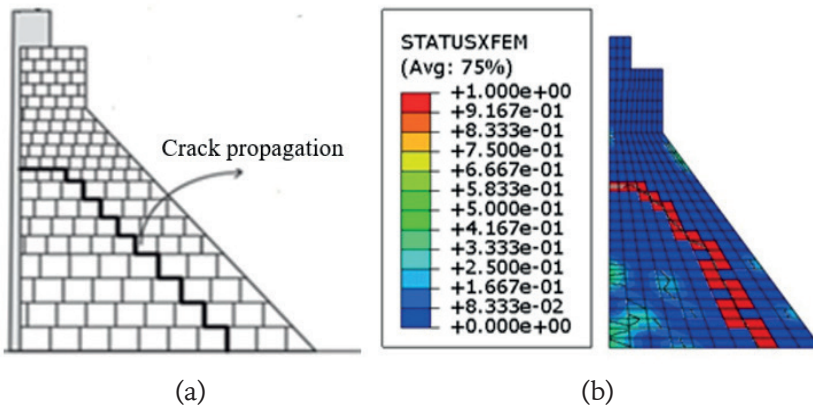 Crack propagation
STATUSXFEM
(Avg: 75%)
+1.000e+00
+9.167e-01
+8.333e-01
+7.500e-01
+6.667e-01
+5.833e-01
+5.000e-01
+4.167e-01
+3.333e-01
+2.500e-01
+1.667e-01
+8.333e-02
+0.000e+00
(a)
(b)